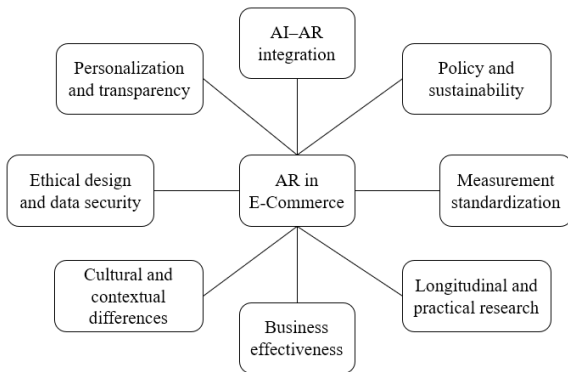 AI–AR
integration
Personalization
and transparency
Policy and
sustainability
Ethical design
and data security
AR in
E-Commerce
Measurement
standardization
Cultural and
contextual
differences
Longitudinal and
practical research
Business
effectiveness